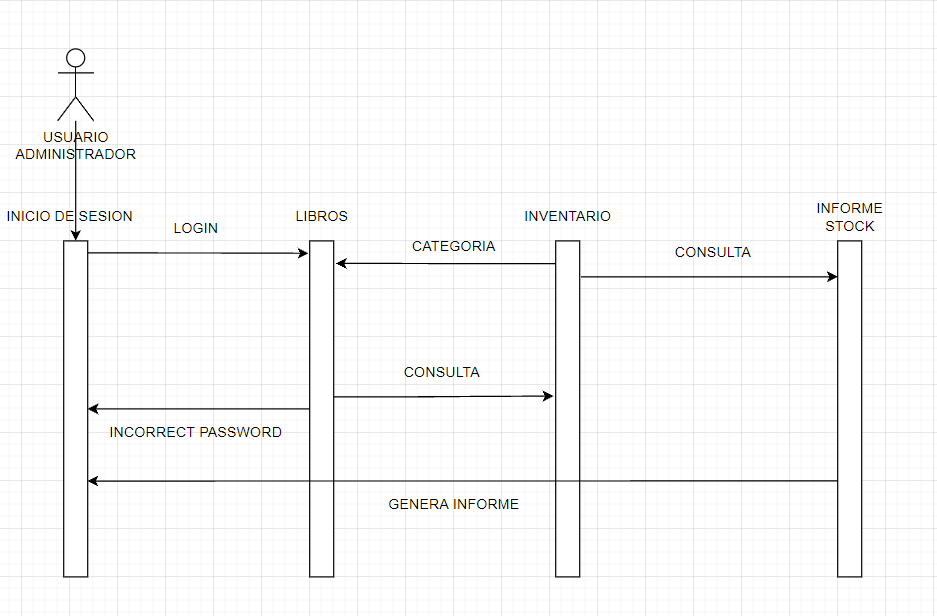 USUARIO
ADMINISTRADOR
INICIO DE SESION
LIBROS
INVENTARIO
INFORME
STOCK
LOGIN
CATEGORIA
CONSULTA
CONSULTA
INCORRECT PASSWORD
GENERA INFORME